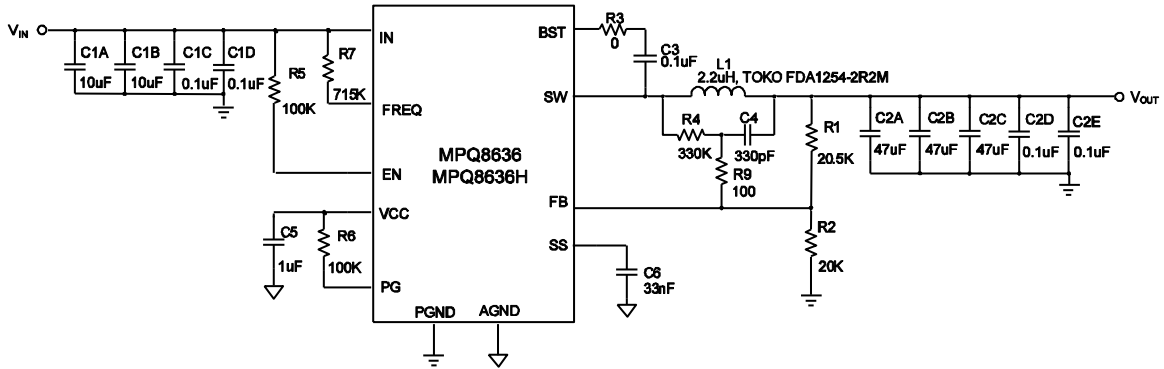 VIN
C1A
10uF
C1B
10uF
C1C
0.1uF
C1D
0.1uF
R5
100K
R7
715K
IN
FREQ
EN
VCC
PG
PGND
AGND
MPQ8636
MPQ8636H
BST
SW
FB
SS
R3
0
C3
0.1uF
L1
2.2uH, TOKO FDA1254-2R2M
R4
330K
C4
330pF
R9
100
R1
20.5K
R2
20K
C2A
47uF
C2B
47uF
C2C
47uF
C2D
0.1uF
C2E
0.1uF
VOUT
C5
1uF
R6
100K
C6
33nF